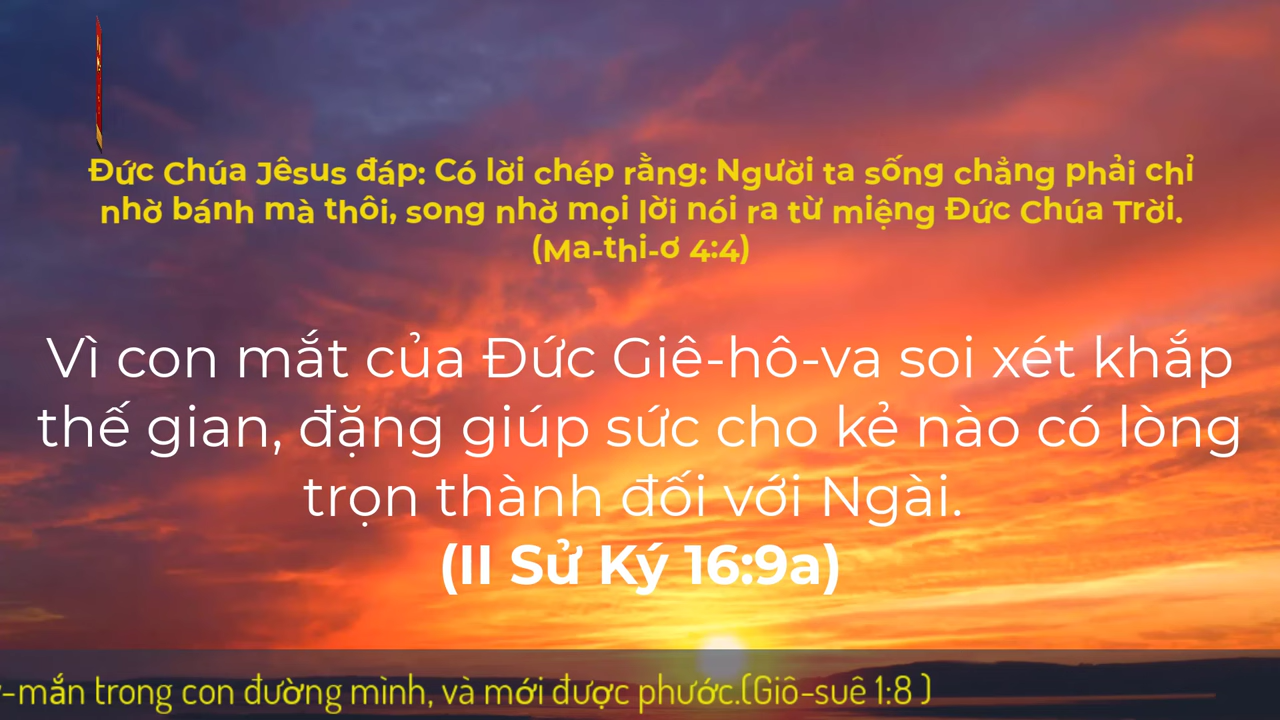 Đức Chúa Jêsus đáp: Có lời chép rằng: Người ta sống chẳng phải chỉ
nhờ bánh mà thôi, song nhờ mọi lời nói ra từ miệng Đức Chúa Trời.
(Ma-thi-ơ 4:4)
Vì con mắt của Đức Giê-hô-va soi xét khắp
thế gian, đặng giúp sức cho kẻ nào có lòng
trọn thành đối với Ngài.
(II Sử Ký 16:9a)
-mắn trong con đường mình, và mới được phước.(Giô-suê 1:8 )